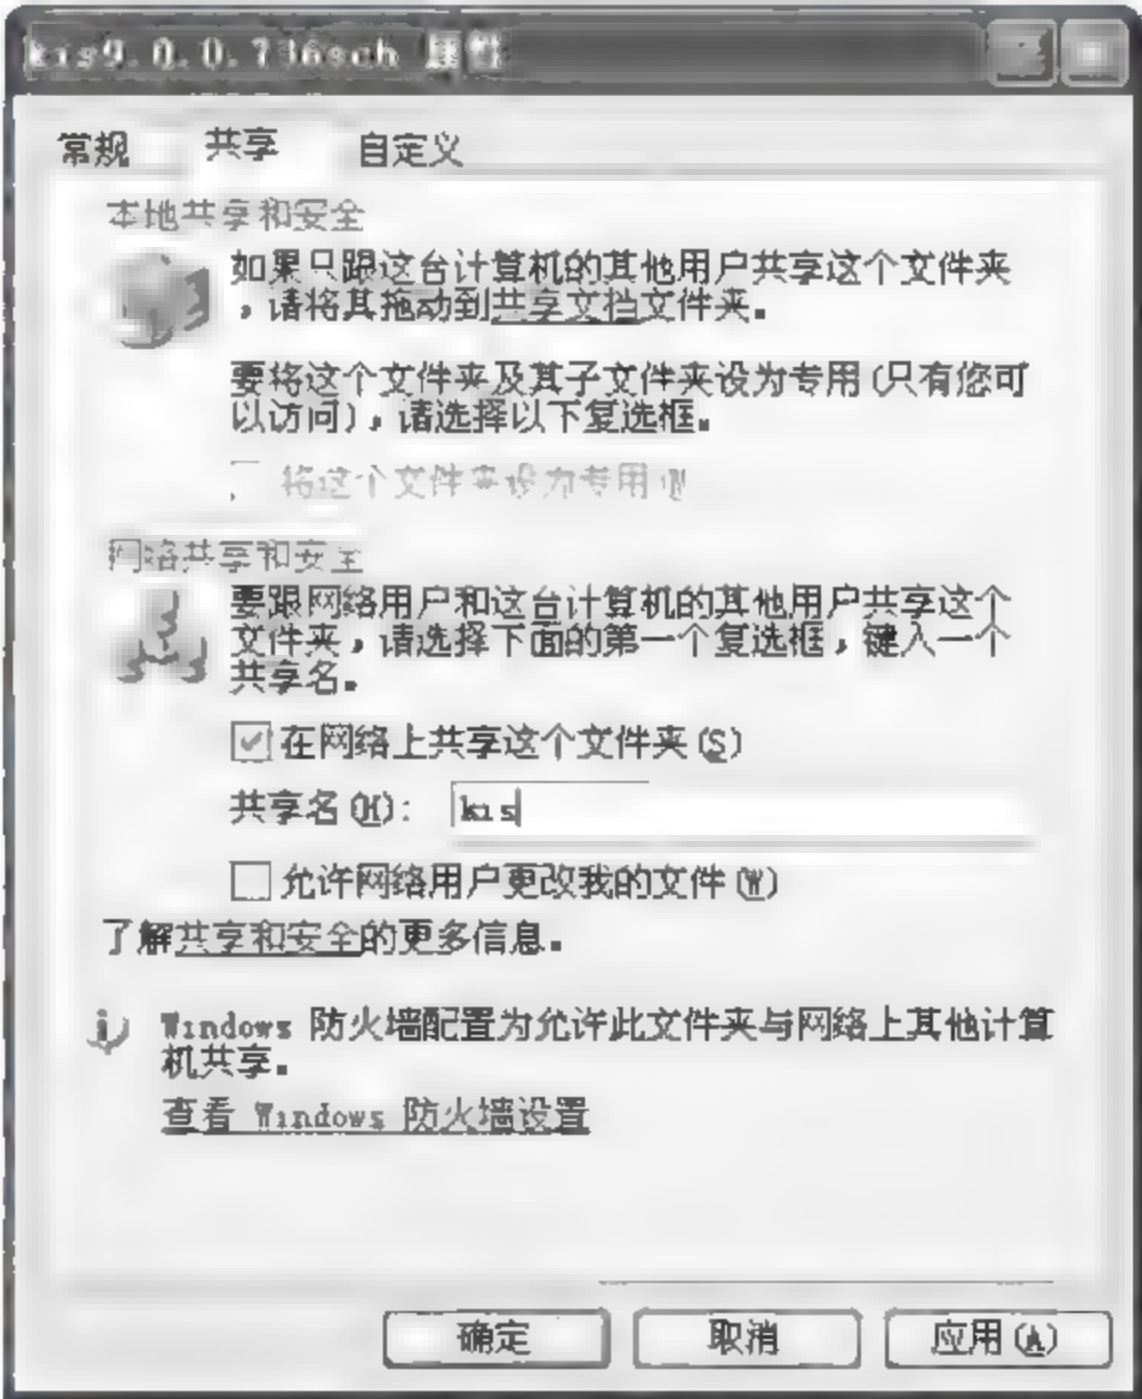 kis9.0.0.736sch 属性
常规 共享 自定义
本地共享和安全
如果只跟这台计算机的其他用户共享这个文件夹
，请将其拖动到共享文档文件夹。
要将这个文件夹及其子文件夹设为专用(只有您可
以访问)，请选择以下复选框。
将这个文件夹设为专用(M)
网络共享和安全
要跟网络用户和这台计算机的其他用户共享这个
文件夹，请选择下面的第一个复选框，键入一个
共享名。
在网络上共享这个文件夹(S)
共享名(H): kis
允许网络用户更改我的文件(W)
了解共享和安全的更多信息。
Windows 防火墙配置为允许此文件夹与网络上其他计算
机共享。
查看 Windows 防火墙设置
确定 取消 应用(A)